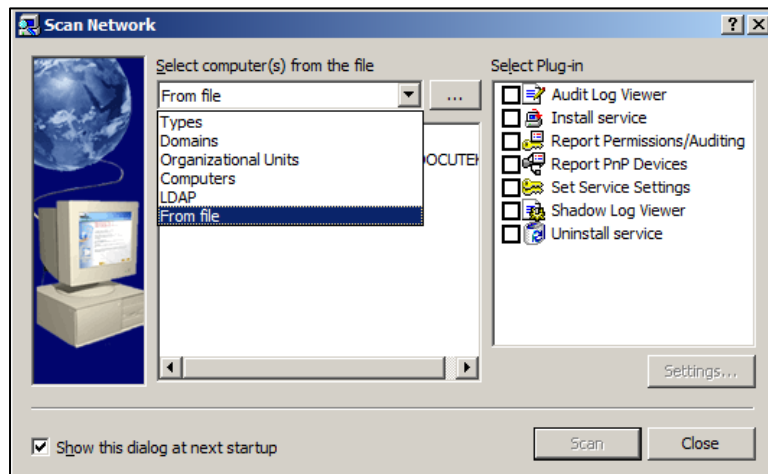 Scan Network
Select computer(s) from the file
From file
...
Types
Domains
Organizational Units
Computers
LDAP
From file
Select Plug-in
Audit Log Viewer
Install service
Report Permissions/Auditing
Report PnP Devices
Set Service Settings
Shadow Log Viewer
Uninstall service
Settings...
Show this dialog at next startup
Scan
Close